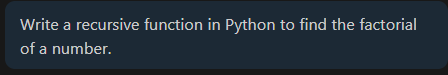 Write a recursive function in Python to find the factorial
of a number.